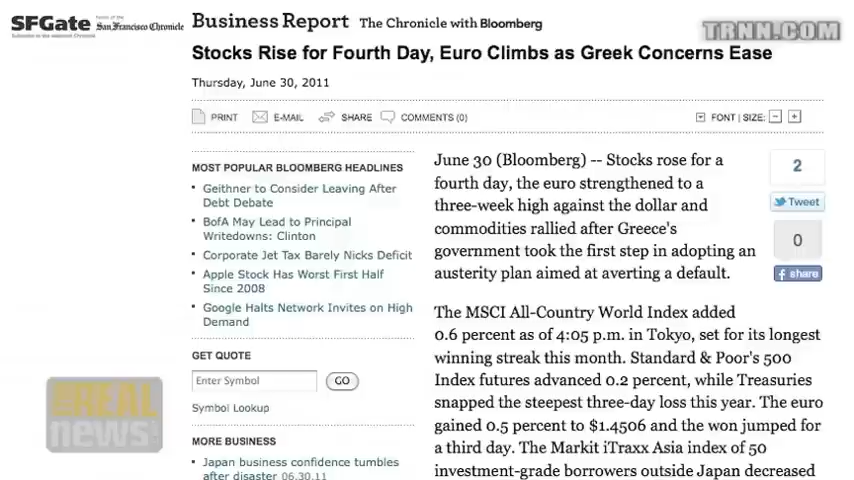 SFGate
home of the
San Francisco Chronicle
Business Report The Chronicle with Bloomberg
TRNN.COM
Stocks Rise for Fourth Day, Euro Climbs as Greek Concerns Ease
Thursday, June 30, 2011
PRINT E-MAIL SHARE COMMENTS (0) FONT | SIZE: - +
MOST POPULAR BLOOMBERG HEADLINES
Geithner to Consider Leaving After
Debt Debate
BofA May Lead to Principal
Writedowns: Clinton
Corporate Jet Tax Barely Nicks Deficit
Apple Stock Has Worst First Half
Since 2008
Google Halts Network Invites on High
Demand
GET QUOTE
Enter Symbol GO
Symbol Lookup
MORE BUSINESS
Japan business confidence tumbles
after disaster 06.30.11
June 30 (Bloomberg) -- Stocks rose for a
fourth day, the euro strengthened to a
three-week high against the dollar and
commodities rallied after Greece's
government took the first step in adopting an
austerity plan aimed at averting a default.
The MSCI All-Country World Index added
0.6 percent as of 4:05 p.m. in Tokyo, set for its longest
winning streak this month. Standard & Poor's 500
Index futures advanced 0.2 percent, while Treasuries
snapped the steepest three-day loss this year. The euro
gained 0.5 percent to $1.4506 and the won jumped for
a third day. The Markit iTraxx Asia index of 50
investment-grade borrowers outside Japan decreased
2
Tweet
0
f share
THE REAL
news